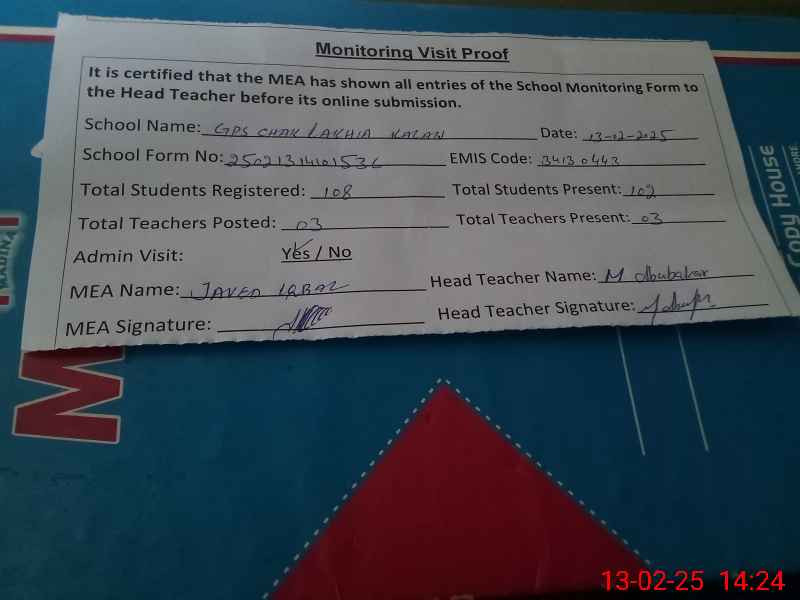 Monitoring Visit Proof
It is certified that the MEA has shown all entries of the School Monitoring Form to
the Head Teacher before its online submission.
School Name: GPS CHAK LAKHIA KALAN Date: 13-02-2025
School Form No: EMIS Code: 34130443
Total Students Registered: 108 Total Students Present: 102
Total Teachers Posted: 03 Total Teachers Present: 03
Admin Visit: Yes / No
MEA Name: JAVED IQBAL Head Teacher Name: M Abubakar
MEA Signature: Head Teacher Signature:
Copy House
13-02-25 14:24